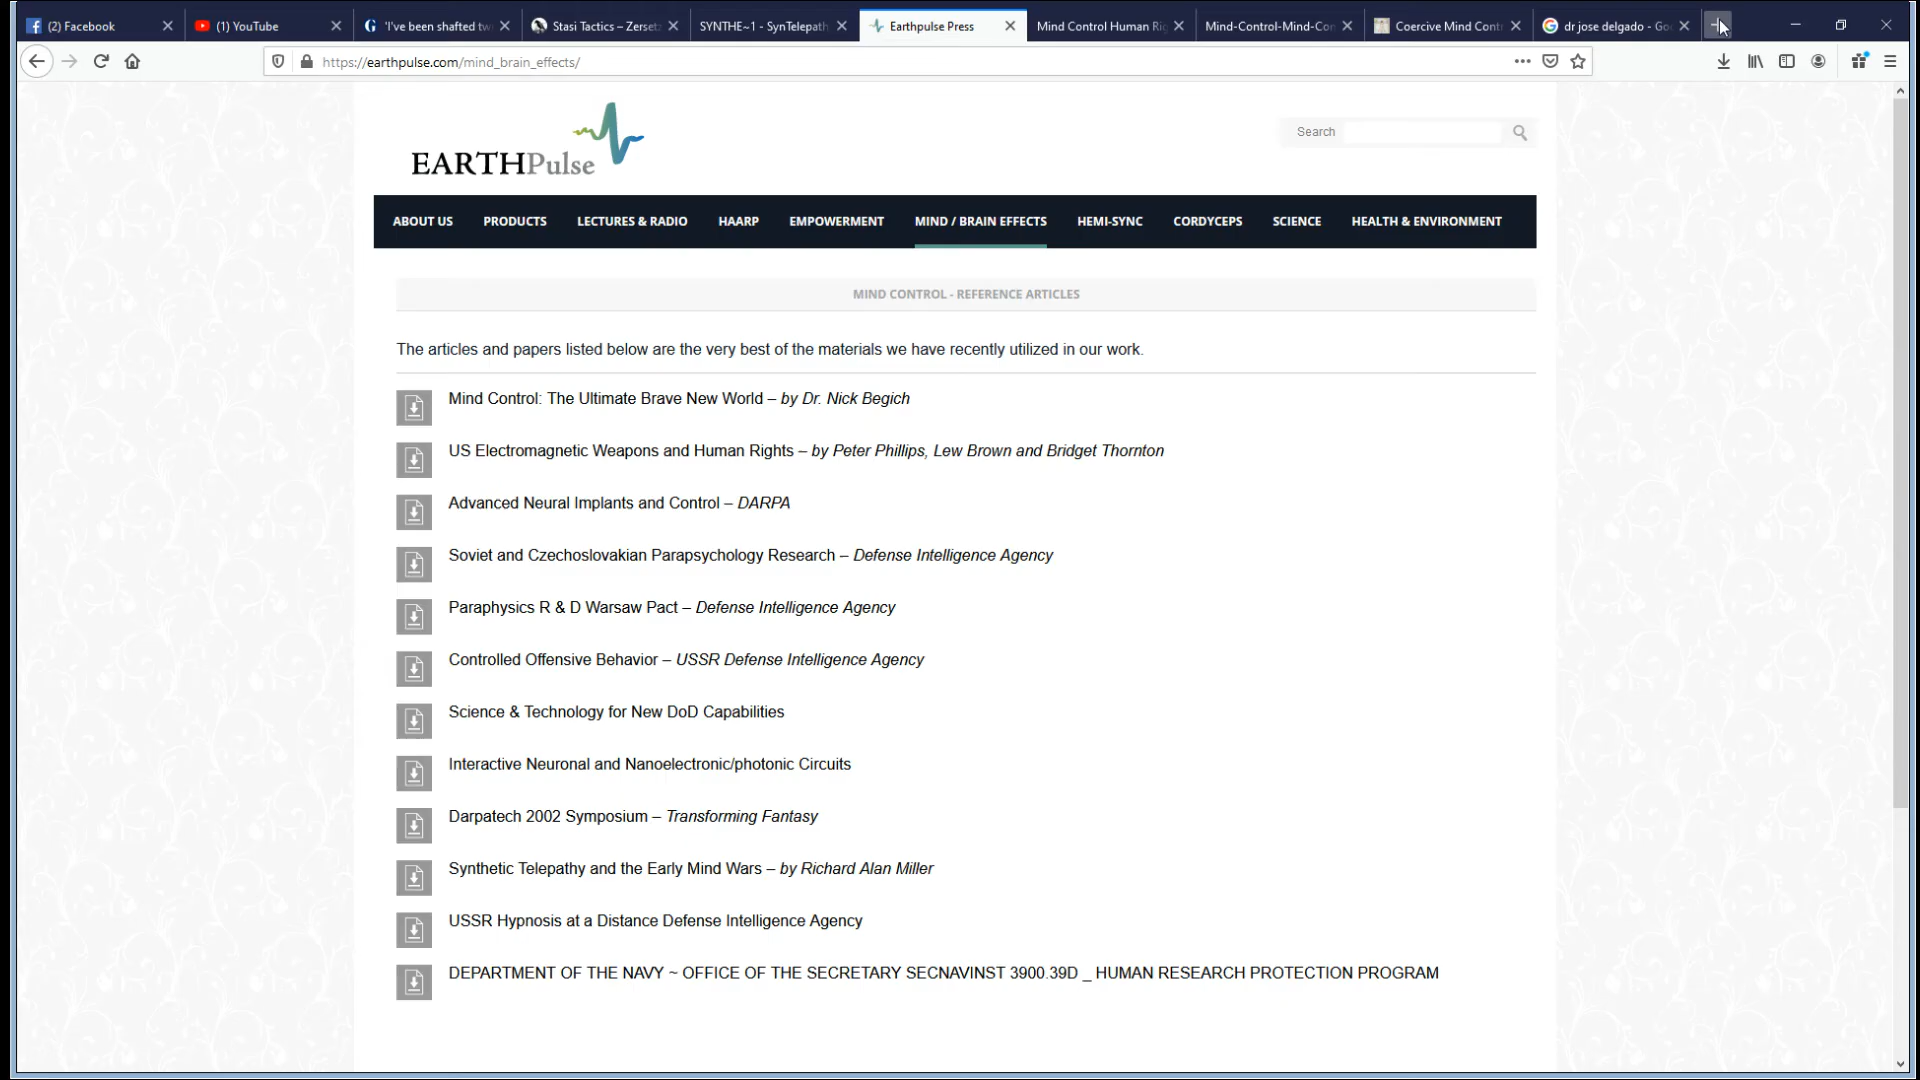 (2) Facebook
(1) YouTube
'I've been shafted tw
Stasi Tactics – Zerset
SYNTHE~1 - SynTelepath
Earthpulse Press
Mind Control Human Rig
Mind-Control-Mind-Con
Coercive Mind Contr
dr jose delgado - Goo
https://earthpulse.com/mind_brain_effects/
EARTHPulse
Search
ABOUT US
PRODUCTS
LECTURES & RADIO
HAARP
EMPOWERMENT
MIND / BRAIN EFFECTS
HEMI-SYNC
CORDYCEPS
SCIENCE
HEALTH & ENVIRONMENT
MIND CONTROL - REFERENCE ARTICLES
The articles and papers listed below are the very best of the materials we have recently utilized in our work.
Mind Control: The Ultimate Brave New World – by Dr. Nick Begich
US Electromagnetic Weapons and Human Rights – by Peter Phillips, Lew Brown and Bridget Thornton
Advanced Neural Implants and Control – DARPA
Soviet and Czechoslovakian Parapsychology Research – Defense Intelligence Agency
Paraphysics R & D Warsaw Pact – Defense Intelligence Agency
Controlled Offensive Behavior – USSR Defense Intelligence Agency
Science & Technology for New DoD Capabilities
Interactive Neuronal and Nanoelectronic/photonic Circuits
Darpatech 2002 Symposium – Transforming Fantasy
Synthetic Telepathy and the Early Mind Wars – by Richard Alan Miller
USSR Hypnosis at a Distance Defense Intelligence Agency
DEPARTMENT OF THE NAVY ~ OFFICE OF THE SECRETARY SECNAVINST 3900.39D _ HUMAN RESEARCH PROTECTION PROGRAM